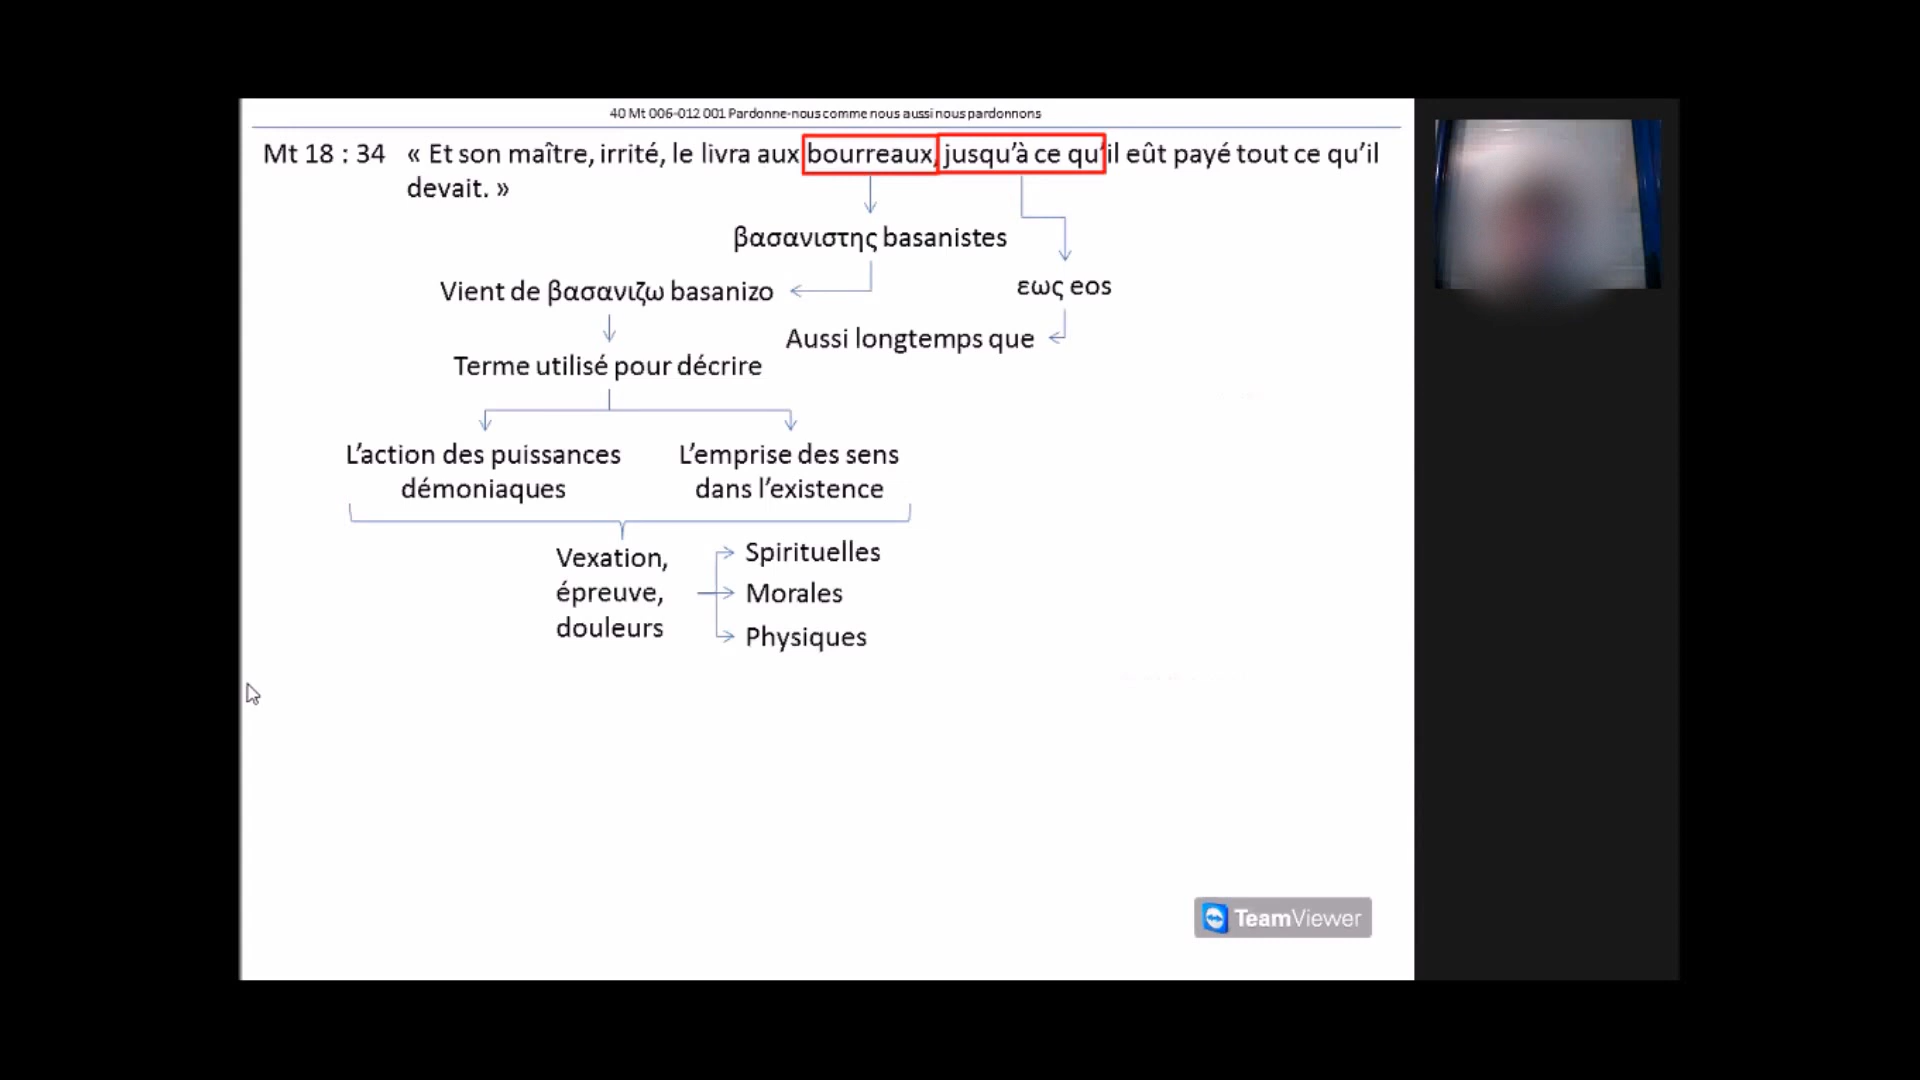 40 Mt 006-012 001 Pardonne-nous comme nous aussi nous pardonnons
Mt 18 : 34 « Et son maître, irrité, le livra aux bourreaux, jusqu’à ce qu’il eût payé tout ce qu’il
devait. »
βασανιστης basanistes
Vient de βασανιζω basanizo
εως eos
Aussi longtemps que
Terme utilisé pour décrire
L’action des puissances
démoniaques
L’emprise des sens
dans l’existence
Vexation,
épreuve,
douleurs
Spirituelles
Morales
Physiques
TeamViewer